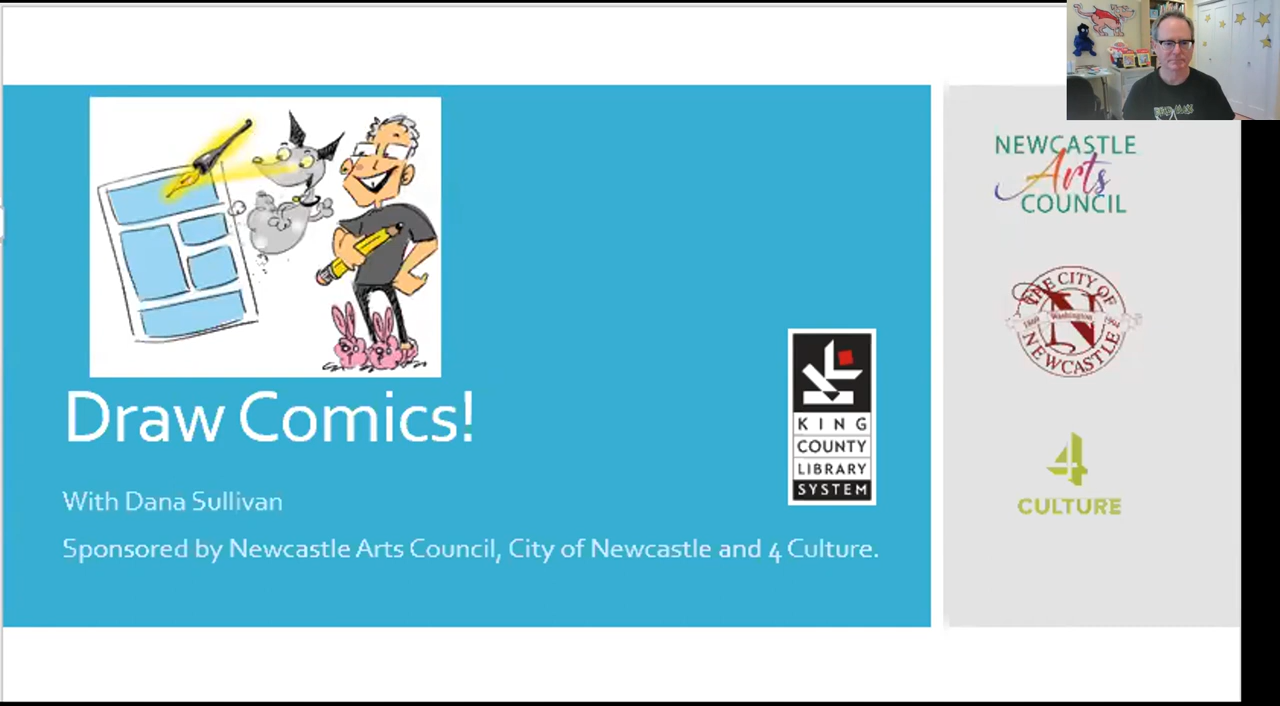 Draw Comics!
With Dana Sullivan
Sponsored by Newcastle Arts Council, City of Newcastle and 4 Culture.
KING
COUNTY
LIBRARY
SYSTEM
NEWCASTLE
Arts
COUNCIL
THE CITY OF
Washington
N
NEWCASTLE
4
CULTURE